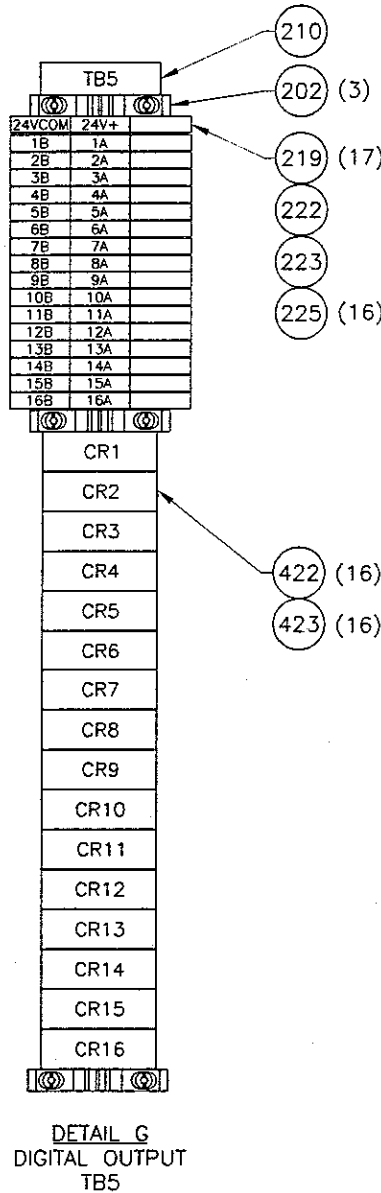 210
TB5
202 (3)
24VCOM 24V+
219 (17)
1B 1A
2B 2A
3B 3A
222
4B 4A
5B 5A
6B 6A
223
7B 7A
8B 8A
9B 9A
225 (16)
10B 10A
11B 11A
12B 12A
13B 13A
14B 14A
15B 15A
16B 16A
CR1
CR2
CR3
CR4
422 (16)
CR5
423 (16)
CR6
CR7
CR8
CR9
CR10
CR11
CR12
CR13
CR14
CR15
CR16
DETAIL G
DIGITAL OUTPUT
TB5